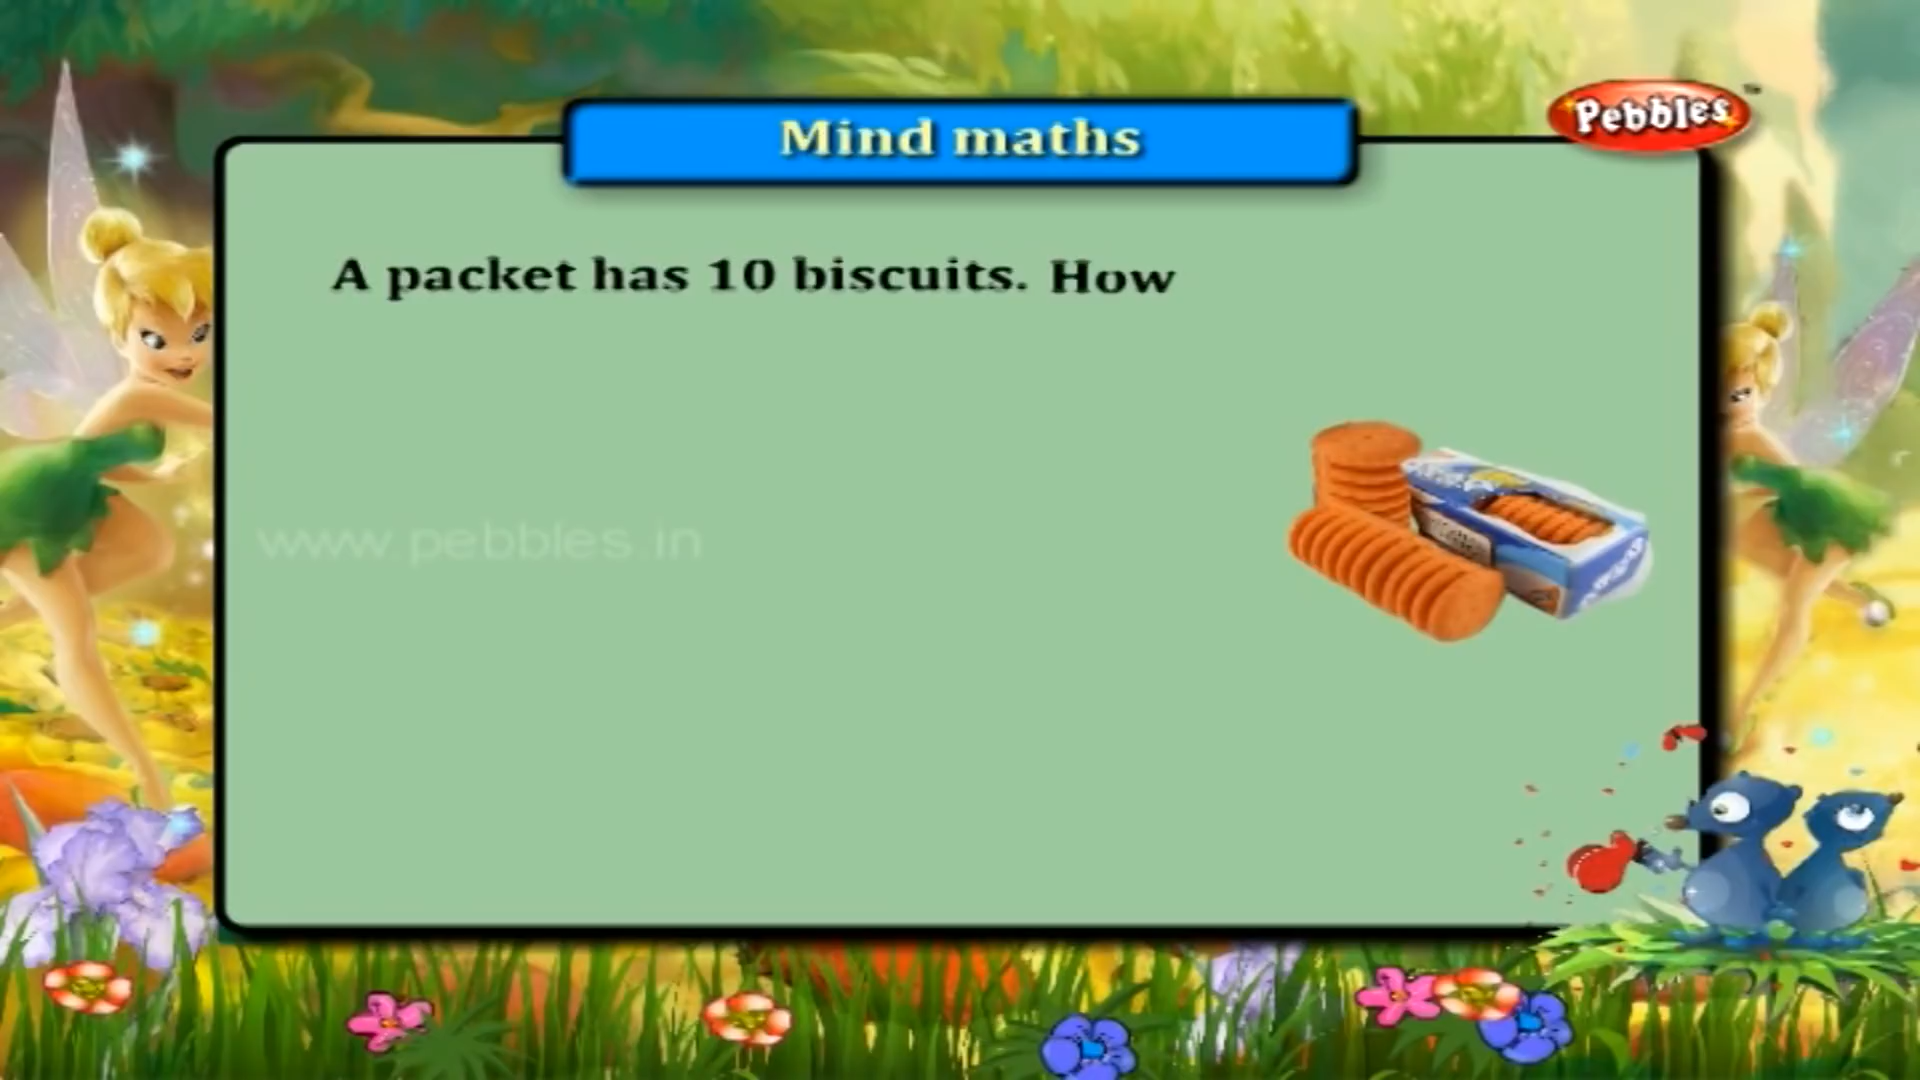 Mind maths
Pebbles
A packet has 10 biscuits. How
www pebbles in